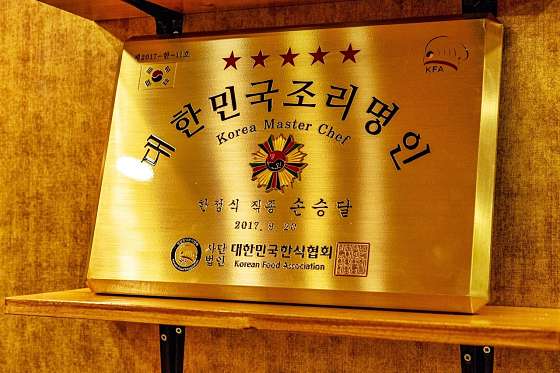 제2017-한-11호
KFA
대한민국조리명인
Korea Master Chef
한정식 직종 손승달
2017. 9. 28
사단법인 대한민국한식협회
Korean Food Association